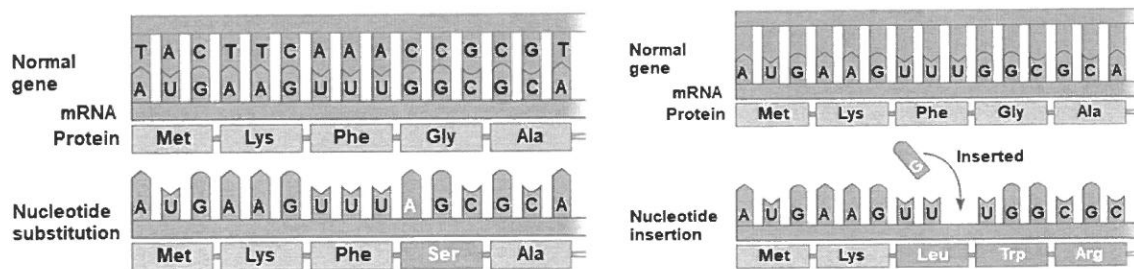 T A C T T C A A A C C G C G T
Normal
gene
A U G A A G U U U G G C G C A
mRNA
Protein
Met Lys Phe Gly Ala
A U G A A G U U U A G C G C A
Nucleotide
substitution
Met Lys Phe Ser Ala
Normal
gene
A U G A A G U U U G G C G C A
mRNA
Protein
Met Lys Phe Gly Ala
G
Inserted
A U G A A G U U U G G C G C
Nucleotide
insertion
Met Lys Leu Trp Arg